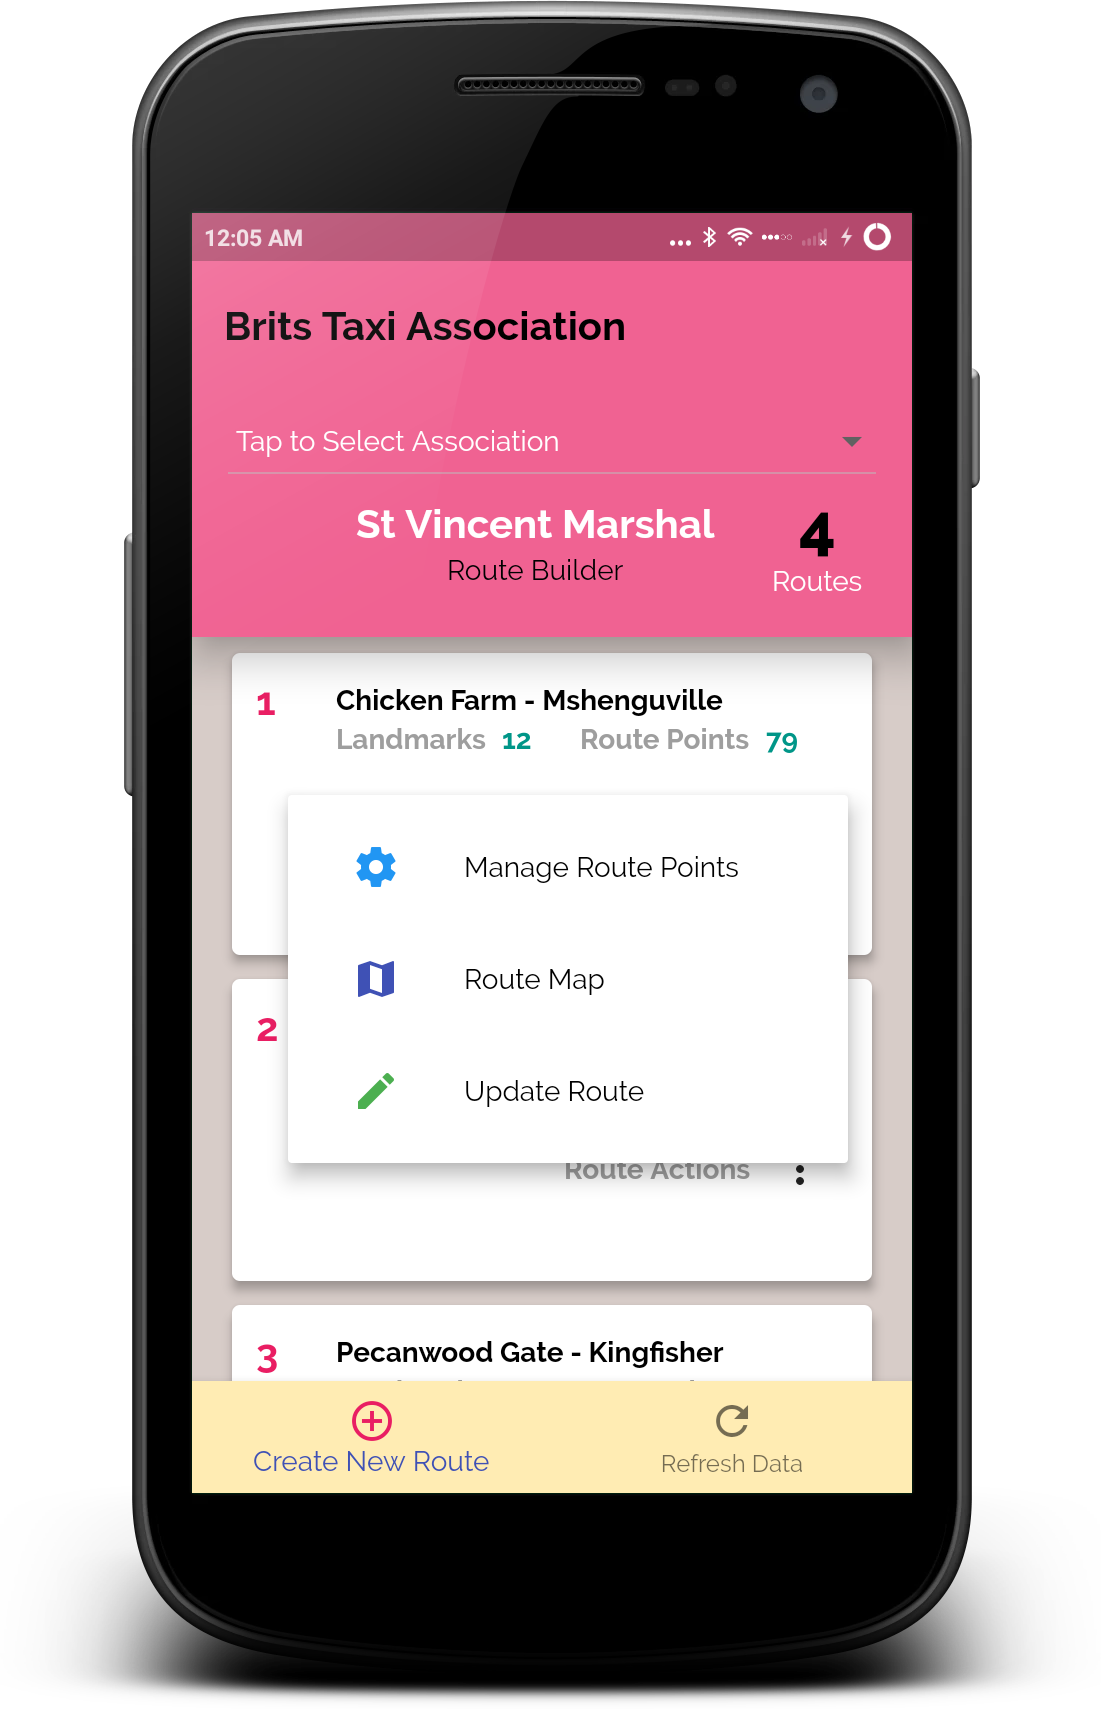 12:05 AM
Brits Taxi Association
Tap to Select Association
St Vincent Marshal
Route Builder
4
Routes
1
Chicken Farm - Mshenguville
Landmarks 12 Route Points 79
Manage Route Points
Route Map
2
Update Route
Route Actions
3
Pecanwood Gate - Kingfisher
Create New Route
Refresh Data